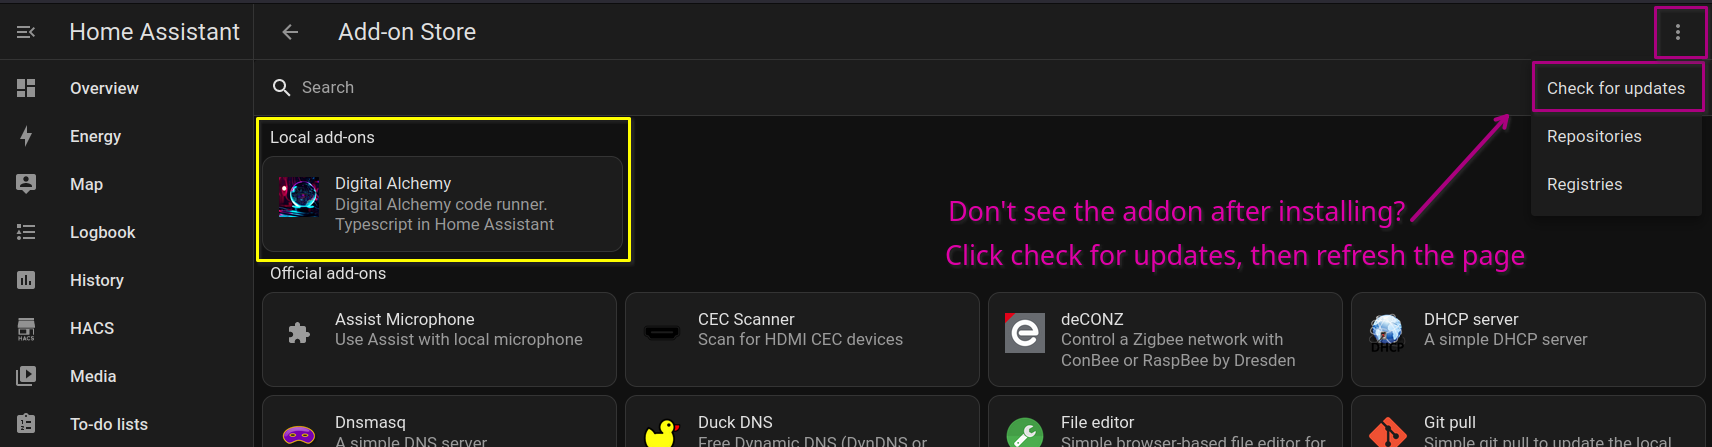 Home Assistant
Add-on Store
Overview
Energy
Map
Logbook
History
HACS
HACS
Media
To-do lists
Search
Check for updates
Repositories
Registries
Local add-ons
Digital Alchemy
Digital Alchemy code runner.
Typescript in Home Assistant
Don't see the addon after installing?
Click check for updates, then refresh the page
Official add-ons
Assist Microphone
Use Assist with local microphone
CEC Scanner
Scan for HDMI CEC devices
deCONZ
Control a Zigbee network with
ConBee or RaspBee by Dresden
DHCP
DHCP server
A simple DHCP server
Dnsmasq
A simple DNS server
Duck DNS
Free Dynamic DNS (DynDNS or
File editor
Simple browser-based file editor for
Git pull
Simple git pull to update the local